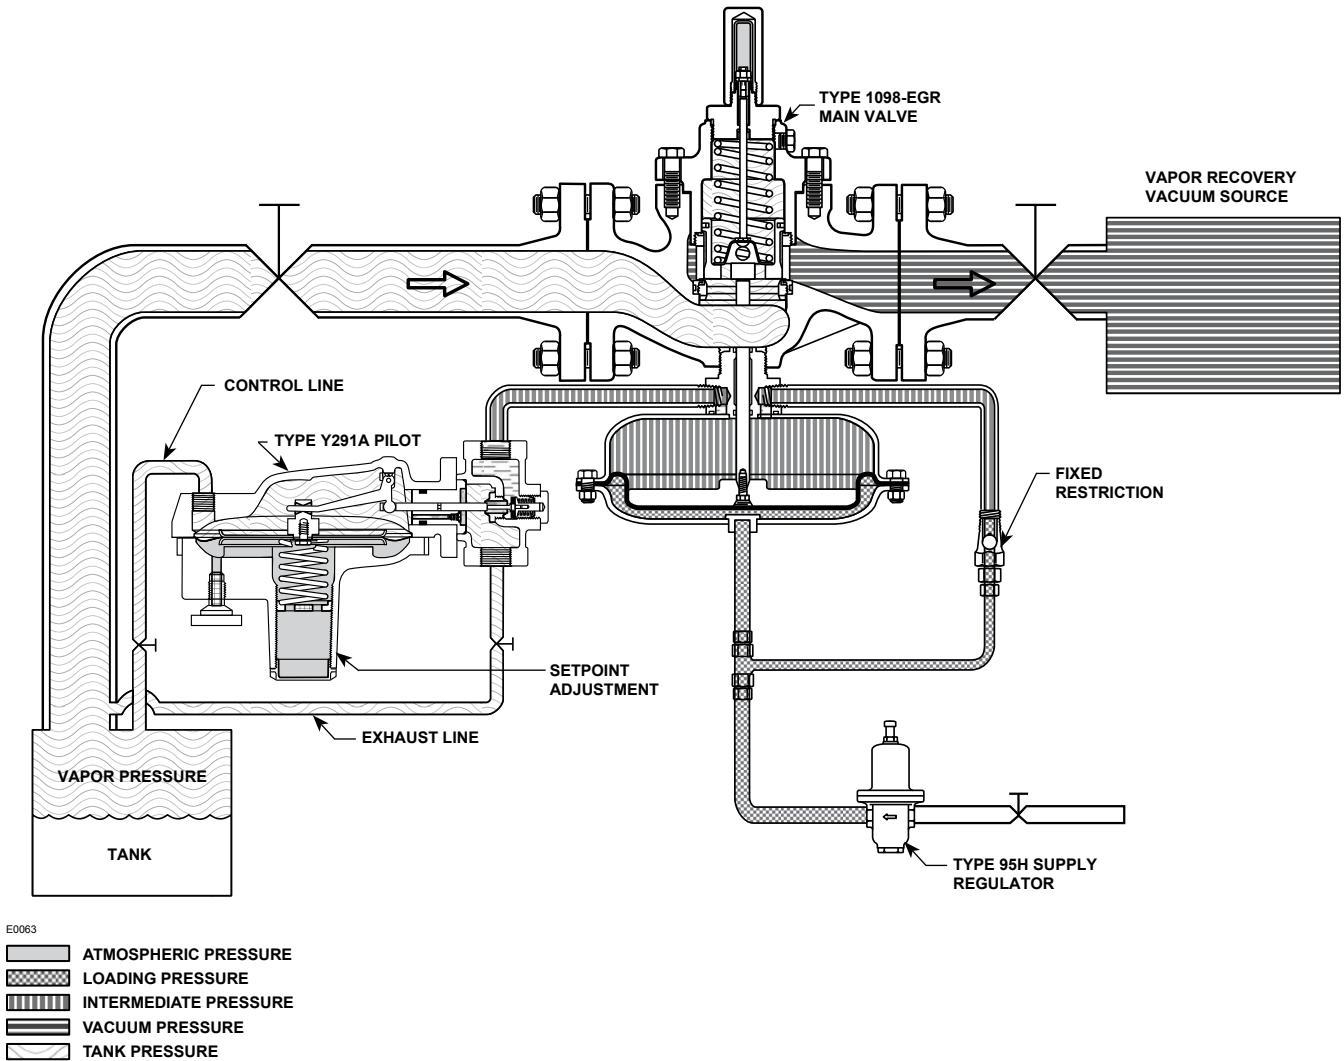 TYPE 1098-EGR
MAIN VALVE
VAPOR RECOVERY
VACUUM SOURCE
CONTROL LINE
TYPE Y291A PILOT
FIXED
RESTRICTION
SETPOINT
ADJUSTMENT
EXHAUST LINE
VAPOR PRESSURE
TANK
TYPE 95H SUPPLY
REGULATOR
E0063
ATMOSPHERIC PRESSURE
LOADING PRESSURE
INTERMEDIATE PRESSURE
VACUUM PRESSURE
TANK PRESSURE